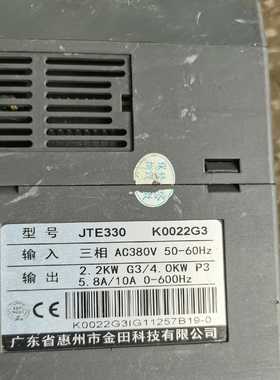 型 号 JTE330 K0022G3
输 入 三相 AC380V 50-60Hz
输 出 2.2KW G3/4.0KW P3
5.8A/10A 0-600Hz
CE
K0022G3IG11257B19-0
广东省惠州市金田科技有限公司